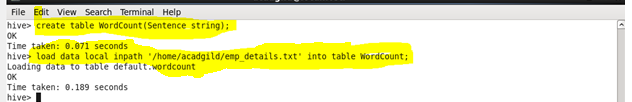 File Edit View Search Terminal Help
hive> create table WordCount(Sentence string);
OK
Time taken: 0.071 seconds
hive> load data local inpath '/home/acadgild/emp_details.txt' into table WordCount;
Loading data to table default.wordcount
OK
Time taken: 0.189 seconds
hive>